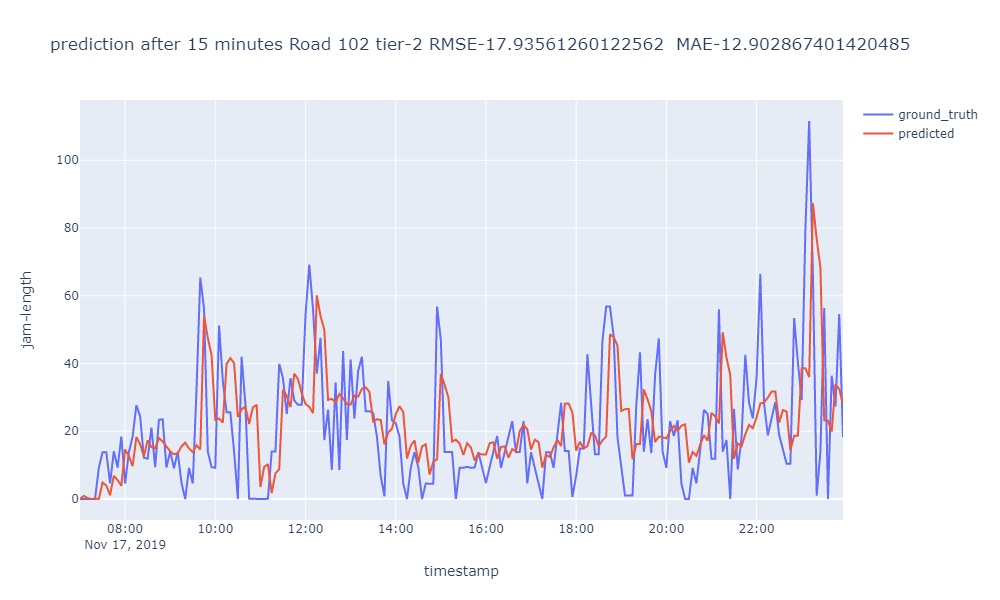 prediction after 15 minutes Road 102 tier-2 RMSE-17.93561260122562  MAE-12.902867401420485
ground_truth
predicted
jam-length
100
80
60
40
20
0
08:00 10:00 12:00 14:00 16:00 18:00 20:00 22:00
Nov 17, 2019
timestamp